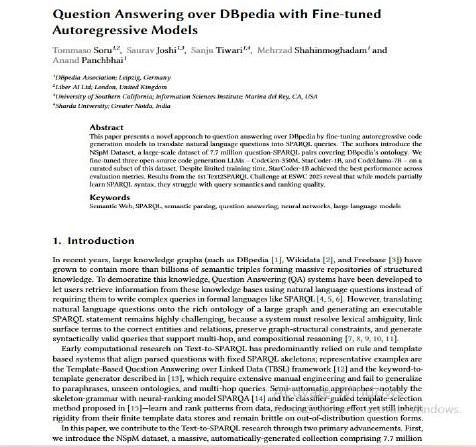 Question Answering over DBpedia with Fine-tuned
Autoregressive Models
Tommaso Soru1,2, Saurav Joshi1,3, Sanju Tiwari1,4, Mehrzad Shahinmoghadam1 and
Anand Panchbhai1
1DBpedia Association; Leipzig, Germany
2Liber AI Ltd; London, United Kingdom
3University of Southern California; Information Sciences Institute; Marina del Rey, CA, USA
4Sharda University; Greater Noida, India
Abstract
This paper presents a novel approach to question answering over DBpedia by fine-tuning autoregressive code
generation models to translate natural language questions into SPARQL queries. The authors introduce the
NSpM Dataset, a large-scale dataset of 7.7 million question-SPARQL pairs covering DBpedia's ontology. We
fine-tuned three open-source code generation LLMs – CodeGen-350M, StarCoder-1B, and CodeLlama-7B – on a
curated subset of this dataset. Despite limited training time, StarCoder-1B achieved the best performance across
evaluation metrics. Results from the 1st Text2SPARQL Challenge at ESWC 2025 reveal that while models partially
learn SPARQL syntax, they struggle with query semantics and ranking quality.
Keywords
Semantic Web, SPARQL, semantic parsing, question answering, neural networks, large language models
1. Introduction
In recent years, large knowledge graphs (such as DBpedia [1], Wikidata [2], and Freebase [3]) have
grown to contain more than billions of semantic triples forming massive repositories of structured
knowledge. To democratize this knowledge, Question Answering (QA) systems have been developed to
let users retrieve information from these knowledge bases using natural language questions instead of
requiring them to write complex queries in formal languages like SPARQL [4, 5, 6]. However, translating
natural language questions onto the rich ontology of a large graph and generating an executable
SPARQL statement remains highly challenging, because a system must resolve lexical ambiguity, link
surface terms to the correct entities and relations, preserve graph-structural constraints, and generate
syntactically valid queries that support multi-hop, and compositional reasoning [7, 8, 9, 10, 11].
Early computational research on Text-to-SPARQL has predominantly relied on rule and template
based systems that align parsed questions with fixed SPARQL skeletons; representative examples are
the Template-Based Question Answering over Linked Data (TBSL) framework [12] and the keyword-to-
template generator described in [13], which require extensive manual engineering and fail to generalize
to paraphrases, unseen ontologies, and multi-hop queries. Semi-automatic approaches—notably the
skeleton-grammar with neural-ranking model SPARQA [14] and the classifier-guided template-selection
method proposed in [15]—learn and rank patterns from data, reducing authoring effort yet still inherit
rigidity from their finite template data stores and remain brittle on out-of-distribution question forms.
In this paper, we contribute to the Text-to-SPARQL research through two primary advancements. First,
we introduce the NSpM dataset, a massive, automatically-generated collection comprising 7.7 million